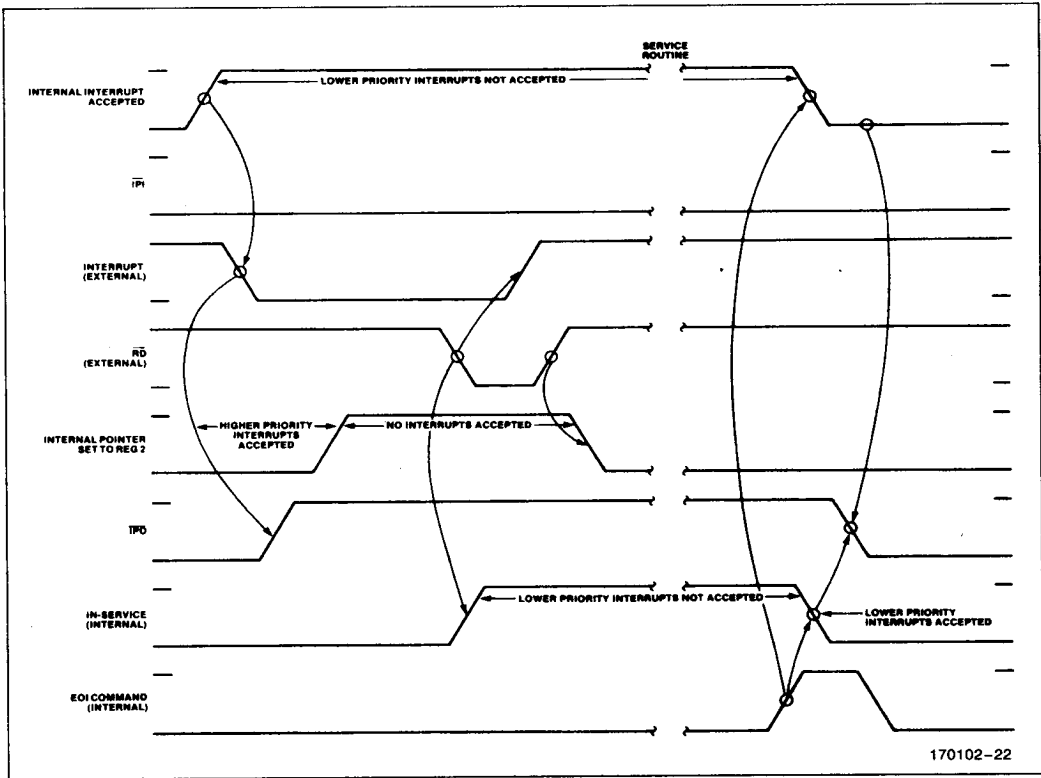 SERVICE
ROUTINE
LOWER PRIORITY INTERRUPTS NOT ACCEPTED
INTERNAL INTERRUPT
ACCEPTED
IPI
INTERRUPT
(EXTERNAL)
RD
(EXTERNAL)
HIGHER PRIORITY
INTERRUPTS
ACCEPTED
NO INTERRUPTS ACCEPTED
INTERNAL POINTER
SET TO REG 2
IPO
LOWER PRIORITY INTERRUPTS NOT ACCEPTED
IN-SERVICE
(INTERNAL)
LOWER PRIORITY
INTERRUPTS ACCEPTED
EOI COMMAND
(INTERNAL)
170102-22